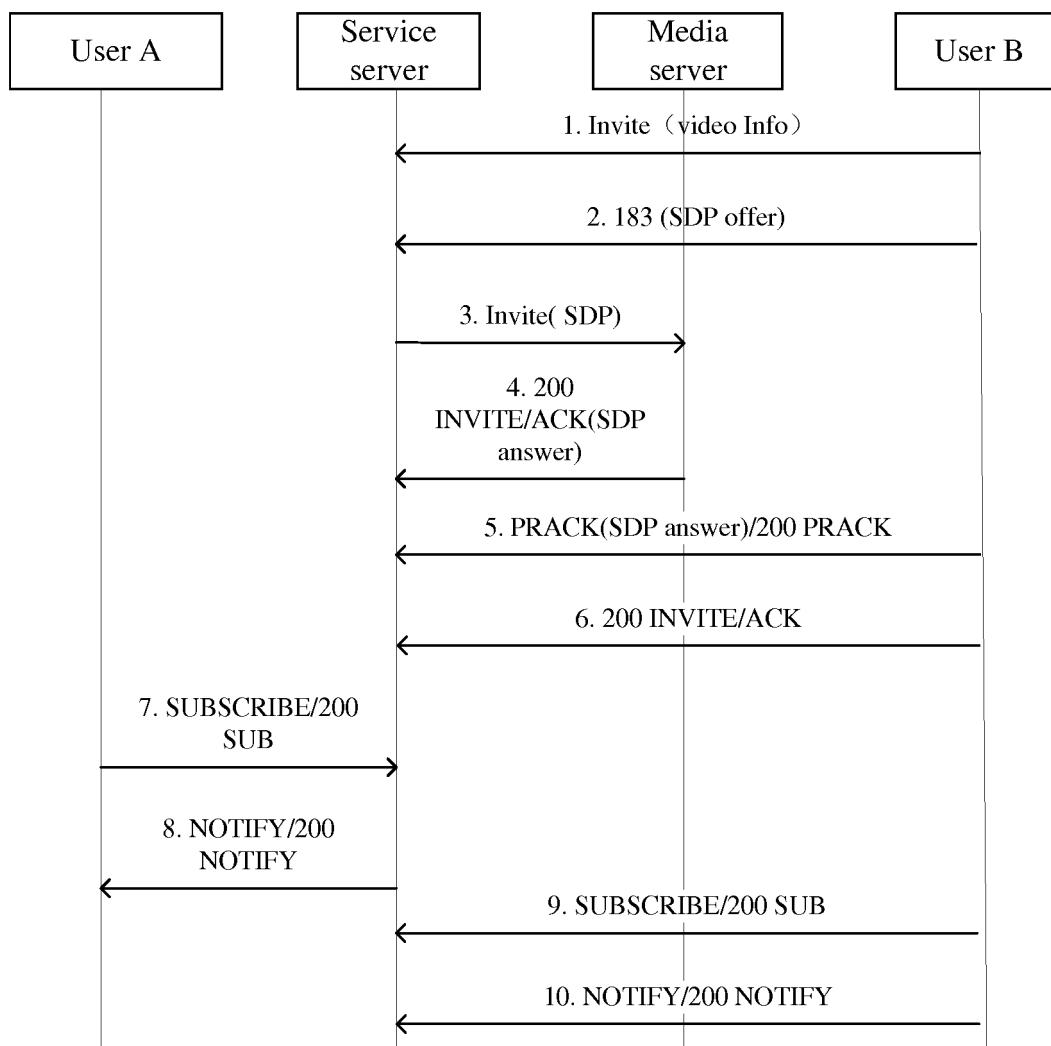 User A
Service
server
Media
server
User B
1. Invite（video Info）
2. 183 (SDP offer)
3. Invite( SDP)
4. 200
INVITE/ACK(SDP
answer)
5. PRACK(SDP answer)/200 PRACK
6. 200 INVITE/ACK
7. SUBSCRIBE/200
SUB
8. NOTIFY/200
NOTIFY
9. SUBSCRIBE/200 SUB
10. NOTIFY/200 NOTIFY